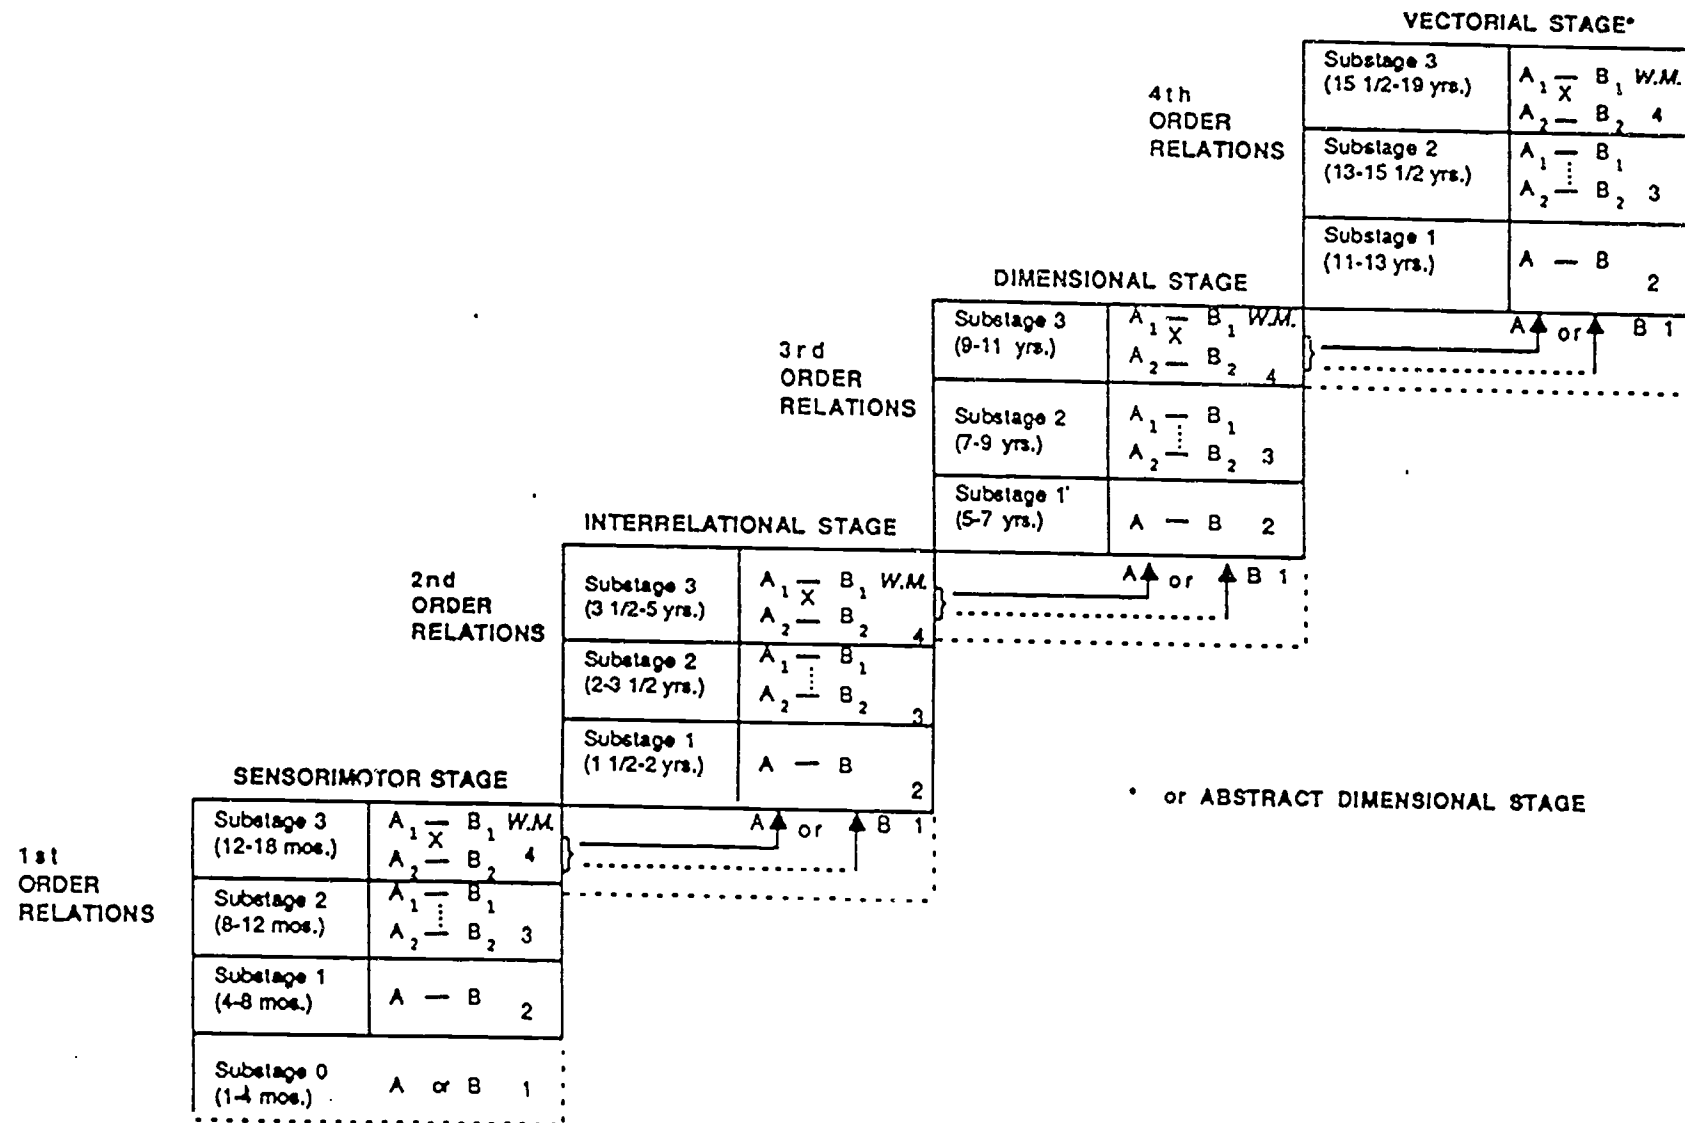 VECTORIAL STAGE*
4th
ORDER
RELATIONS
Substage 3
(15 1/2-19 yrs.)
A1 — B1 W.M.
X
A2 — B2 4
Substage 2
(13-15 1/2 yrs.)
A1 — B1
A2 — B2 3
Substage 1
(11-13 yrs.)
A — B
2
A or B 1
DIMENSIONAL STAGE
3rd
ORDER
RELATIONS
Substage 3
(9-11 yrs.)
A1 — B1 W.M.
X
A2 — B2 4
Substage 2
(7-9 yrs.)
A1 — B1
A2 — B2 3
Substage 1
(5-7 yrs.)
A — B 2
A or B 1
INTERRELATIONAL STAGE
2nd
ORDER
RELATIONS
Substage 3
(3 1/2-5 yrs.)
A1 — B1 W.M.
X
A2 — B2
4
Substage 2
(2-3 1/2 yrs.)
A1 — B1
A2 — B2
3
Substage 1
(1 1/2-2 yrs.)
A — B
2
A or B 1
* or ABSTRACT DIMENSIONAL STAGE
SENSORIMOTOR STAGE
1st
ORDER
RELATIONS
Substage 3
(12-18 mos.)
A1 — B1 W.M.
X
A2 — B2 4
Substage 2
(8-12 mos.)
A1 — B1
A2 — B2 3
Substage 1
(4-8 mos.)
A — B 2
Substage 0
(1-4 mos.)
A or B 1